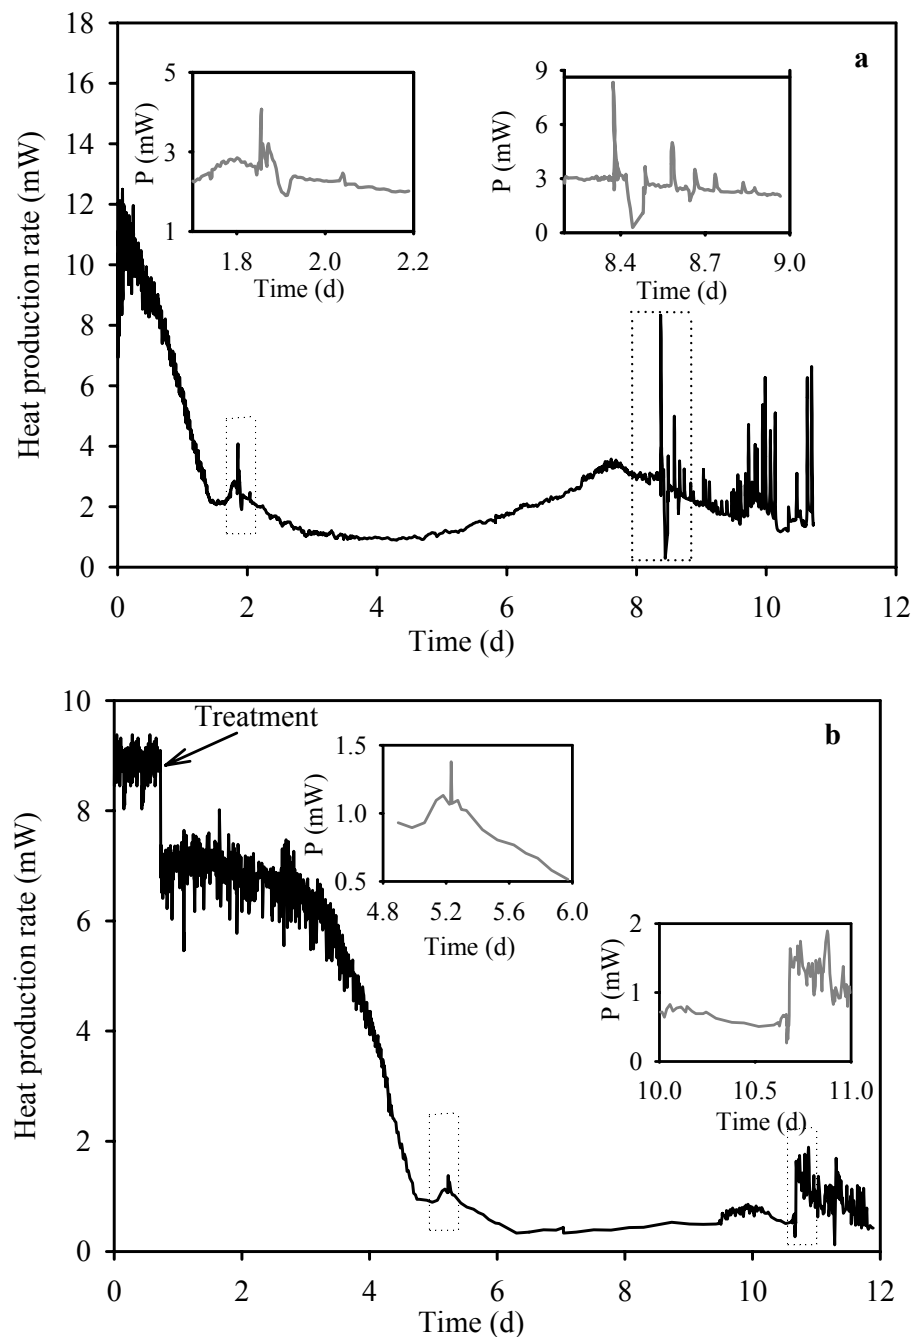 a
Heat production rate (mW)
18
16
14
12
10
8
6
4
2
0
0 2 4 6 8 10 12
Time (d)
P (mW)
5
3
1
1.8 2.0 2.2
Time (d)
P (mW)
9
6
3
0
8.4 8.7 9.0
Time (d)
b
Heat production rate (mW)
10
8
6
4
2
0
0 2 4 6 8 10 12
Time (d)
Treatment
P (mW)
1.5
1.0
0.5
4.8 5.2 5.6 6.0
Time (d)
P (mW)
2
1
0
10.0 10.5 11.0
Time (d)